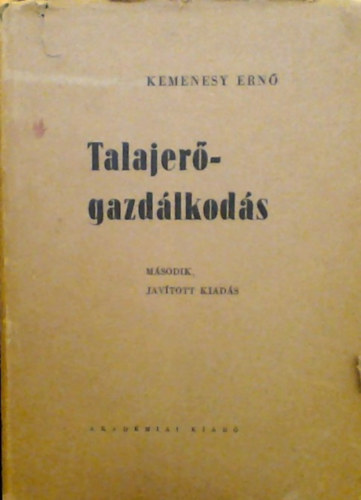 KEMENESY ERNŐ
Talajerő-
gazdálkodás
MÁSODIK,
JAVÍTOTT KIADÁS
AKADÉMIAI KIADÓ